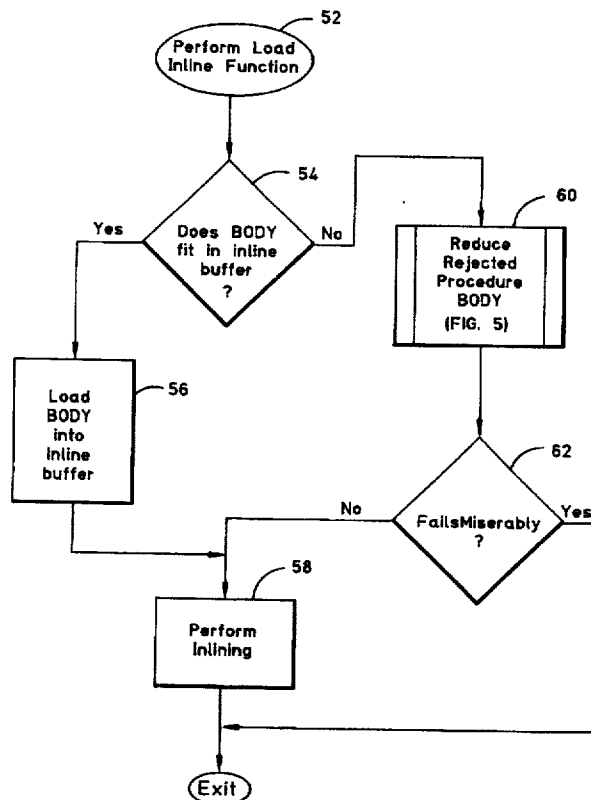 52
Perform Load
Inline Function
54
Does BODY
fit in inline
buffer
?
Yes
No
60
Reduce
Rejected
Procedure
BODY
(FIG. 5)
Load
BODY
into
inline
buffer
56
62
FailsMiserably
?
No
Yes
58
Perform
Inlining
Exit